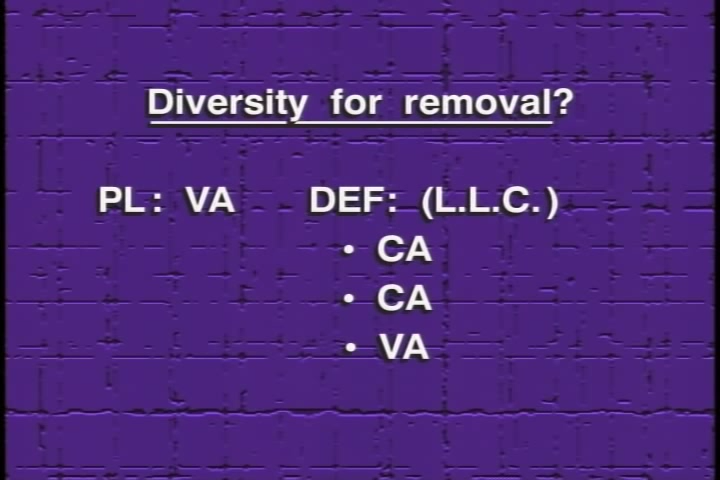 Diversity for removal?
PL: VA DEF: (L.L.C.)
• CA
• CA
• VA